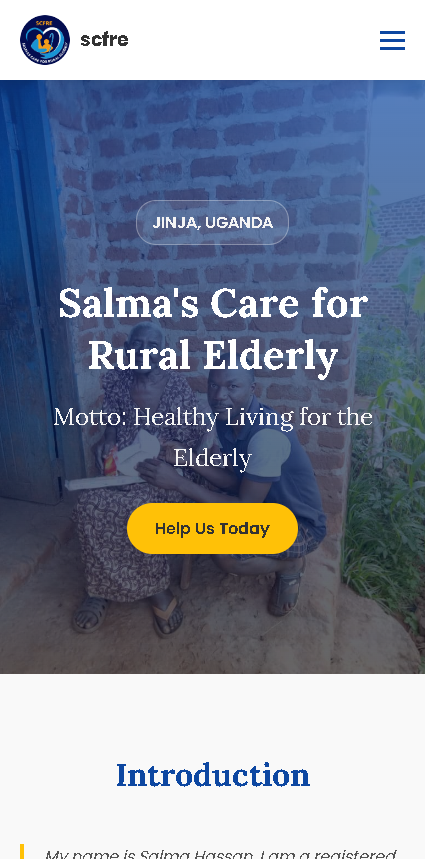 SCFRE
scfre
JINJA, UGANDA
Salma's Care for
Rural Elderly
Motto: Healthy Living for the
Elderly
Help Us Today
Introduction
My name is Salma Hassan. I am a registered